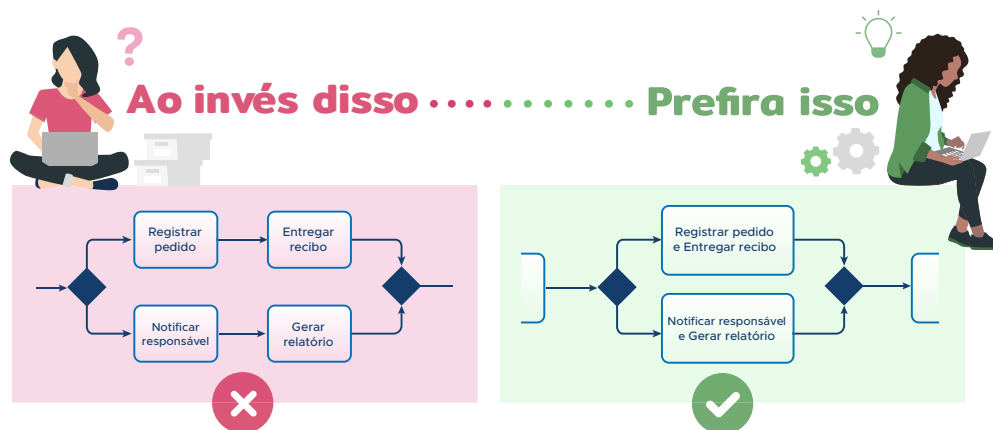 ?
Ao invés disso
Prefira isso
Registrar
pedido
Entregar
recibo
Notificar
responsável
Gerar
relatório
Registrar pedido
e Entregar recibo
Notificar responsável
e Gerar relatório